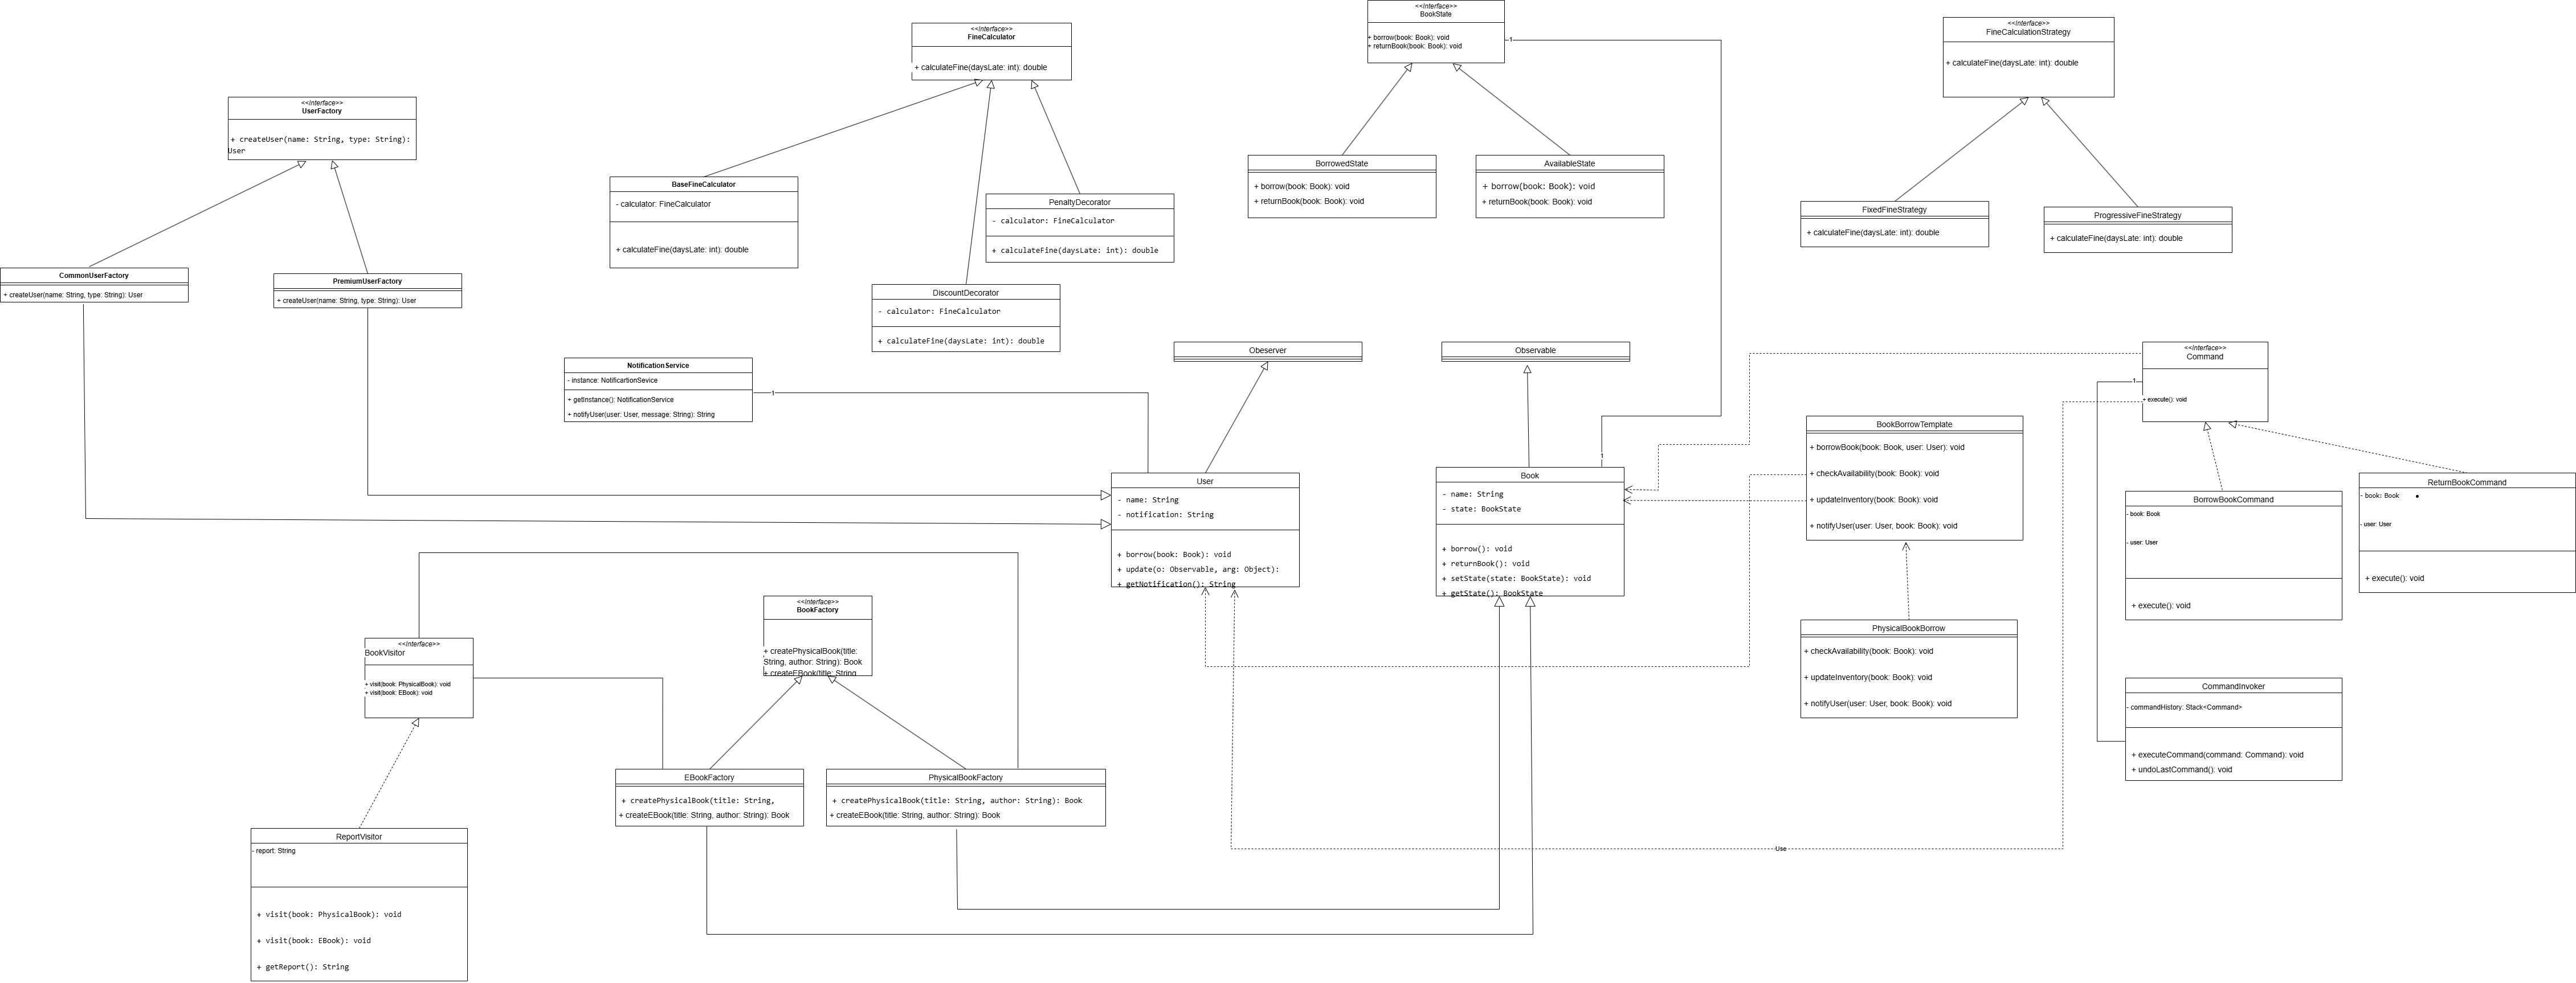 <<Interface>>
BookState
+ borrow(book: Book): void
+ returnBook(book: Book): void
1
<<Interface>>
FineCalculationStrategy
+ calculateFine(daysLate: int): double
<<Interface>>
FineCalculator
+ calculateFine(daysLate: int): double
<<Interface>>
UserFactory
+ createUser(name: String, type: String):
User
BorrowedState
+ borrow(book: Book): void
+ returnBook(book: Book): void
AvailableState
+ borrow(book: Book): void
+ returnBook(book: Book): void
BaseFineCalculator
- calculator: FineCalculator
+ calculateFine(daysLate: int): double
PenaltyDecorator
- calculator: FineCalculator
+ calculateFine(daysLate: int): double
FixedFineStrategy
+ calculateFine(daysLate: int): double
ProgressiveFineStrategy
+ calculateFine(daysLate: int): double
CommonUserFactory
+ createUser(name: String, type: String): User
PremiumUserFactory
+ createUser(name: String, type: String): User
DiscountDecorator
- calculator: FineCalculator
+ calculateFine(daysLate: int): double
NotificationService
- instance: NotificartionSevice
+ getInstance(): NotificationService
+ notifyUser(user: User, message: String): String
1
Obeserver
Observable
<<Interface>>
Command
+ execute(): void
1
BookBorrowTemplate
+ borrowBook(book: Book, user: User): void
+ checkAvailability(book: Book): void
+ updateInventory(book: Book): void
+ notifyUser(user: User, book: Book): void
1
User
- name: String
- notification: String
+ borrow(book: Book): void
+ update(o: Observable, arg: Object):
+ getNotification(): String
Book
- name: String
- state: BookState
+ borrow(): void
+ returnBook(): void
+ setState(state: BookState): void
+ getState(): BookState
BorrowBookCommand
- book: Book
- user: User
+ execute(): void
ReturnBookCommand
- book: Book
- user: User
+ execute(): void
<<Interface>>
BookFactory
+ createPhysicalBook(title:
String, author: String): Book
+ createEBook(title: String,
<<Interface>>
BookVisitor
+ visit(book: PhysicalBook): void
+ visit(book: EBook): void
PhysicalBookBorrow
+ checkAvailability(book: Book): void
+ updateInventory(book: Book): void
+ notifyUser(user: User, book: Book): void
CommandInvoker
- commandHistory: Stack<Command>
+ executeCommand(command: Command): void
+ undoLastCommand(): void
EBookFactory
+ createPhysicalBook(title: String,
+ createEBook(title: String, author: String): Book
PhysicalBookFactory
+ createPhysicalBook(title: String, author: String): Book
+ createEBook(title: String, author: String): Book
Use
ReportVisitor
- report: String
+ visit(book: PhysicalBook): void
+ visit(book: EBook): void
+ getReport(): String